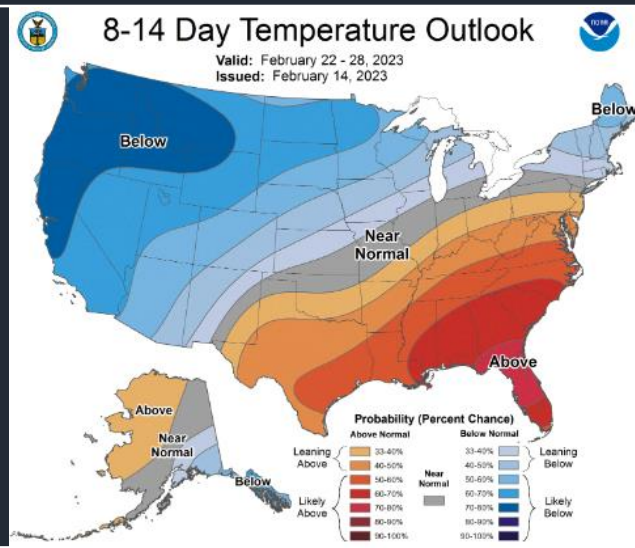 8-14 Day Temperature Outlook
Valid: February 22 - 28, 2023
Issued: February 14, 2023
NOAA
Below
Below
Near
Normal
Above
Above
Near
Normal
Below
Probability (Percent Chance)
Above Normal
Below Normal
Leaning
Above
33-40%
40-50%
Likely
Above
50-60%
60-70%
70-80%
80-90%
90-100%
Near
Normal
33-40%
40-50%
Leaning
Below
50-60%
60-70%
70-80%
80-90%
90-100%
Likely
Below